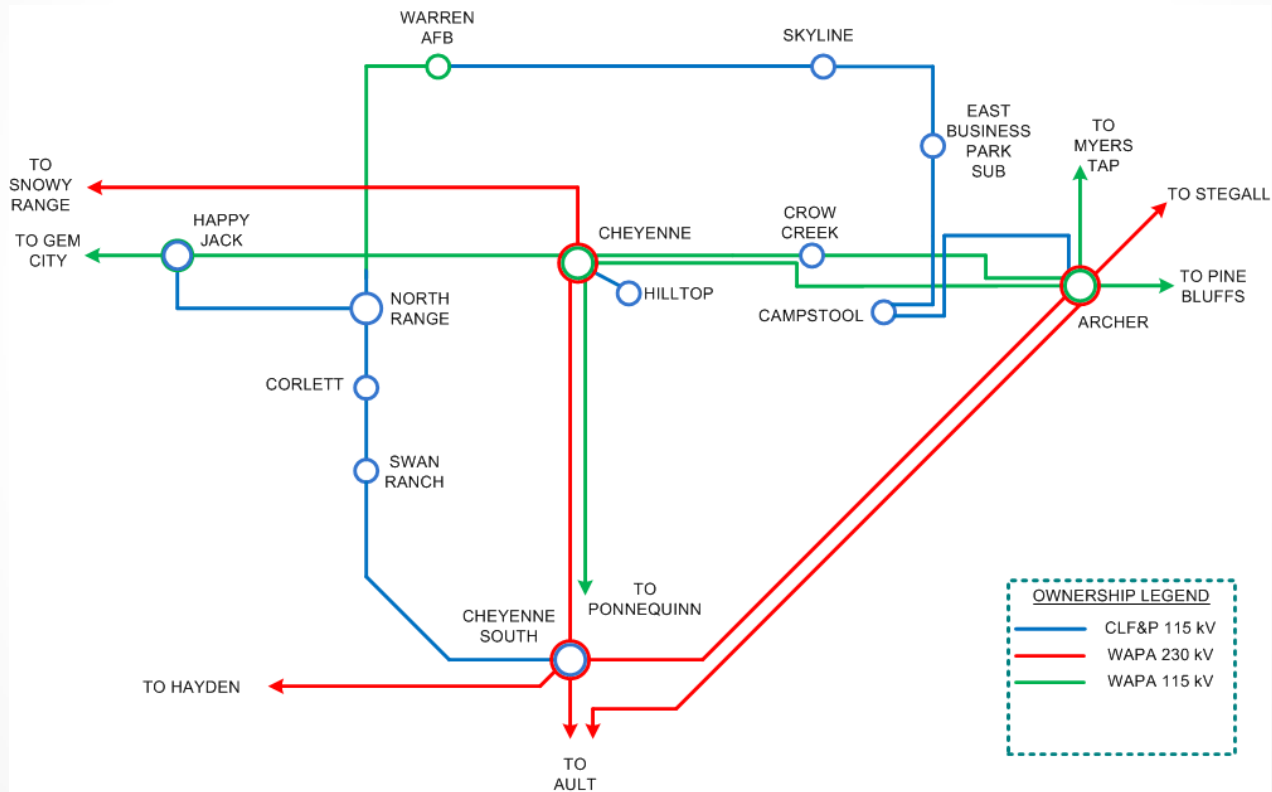 WARREN
AFB
SKYLINE
EAST
BUSINESS
PARK
SUB
TO
MYERS
TAP
TO
SNOWY
RANGE
TO STEGALL
HAPPY
JACK
CROW
CREEK
TO GEM
CITY
CHEYENNE
TO PINE
BLUFFS
NORTH
RANGE
HILLTOP
CAMPSTOOL
ARCHER
CORLETT
SWAN
RANCH
TO
PONNEQUINN
CHEYENNE
SOUTH
TO HAYDEN
TO
AULT
OWNERSHIP LEGEND
CLF&P 115 kV
WAPA 230 kV
WAPA 115 kV